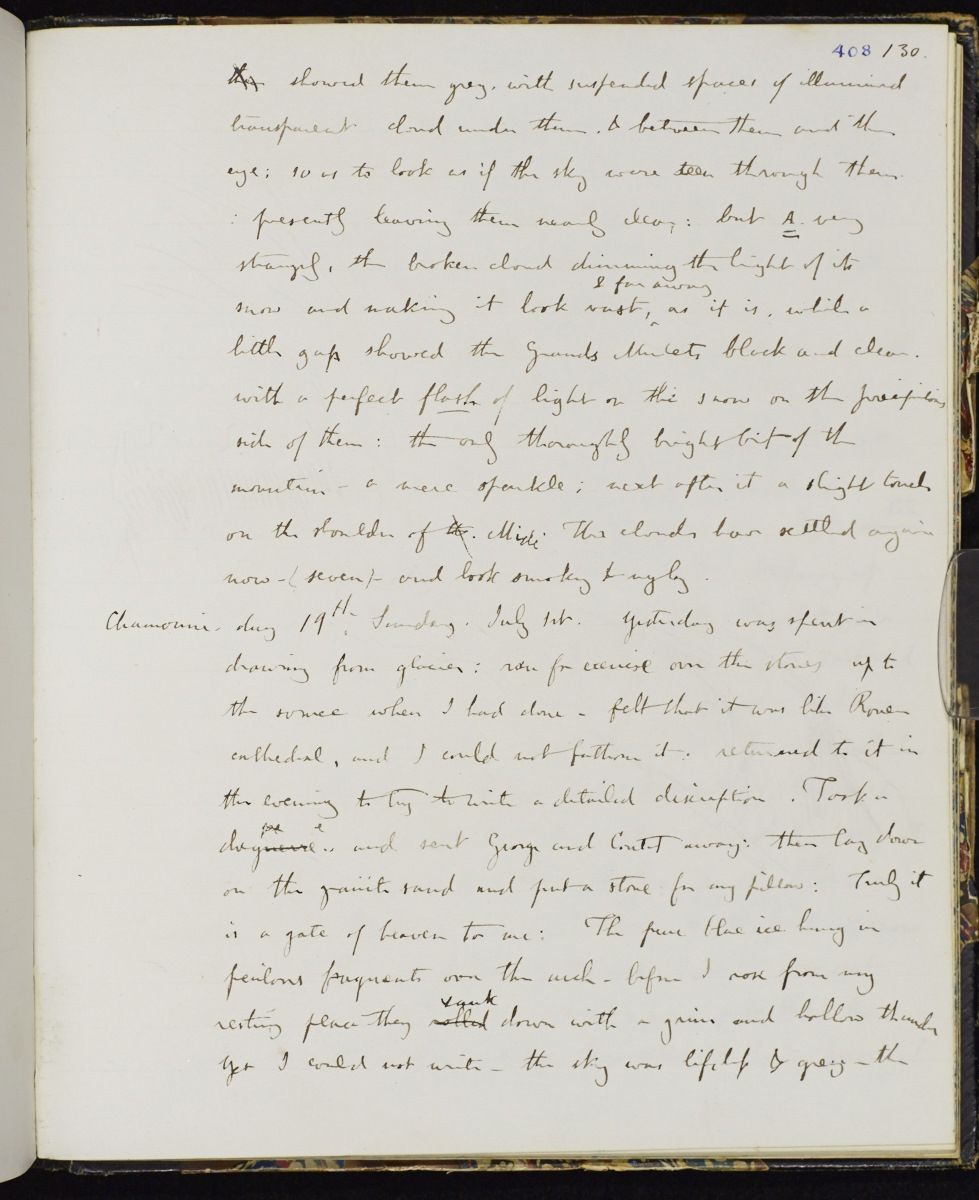 408 / 30.
the showed them grey, with suspended spaces of illumined
transparent cloud under them, & between them and the
eye; so as to look as if the sky were seen through them.
: presently leaving them nearly clear: but A. very
strangely, the broken cloud dimming the light of its
& far away
snow and making it look vast, as it is, while a
little gap showed the Grands Mulets black and clear.
with a perfect flash of light on the snow on the precipitous
side of them: the only thoroughly bright bit of the
mountain - a mere sparkle; next after it a slight touch
on the shoulder of the. Midi. The clouds have settled again
now - (seven) - and look smoky & ugly.
Chamouni. day 19th. Sunday. July 1st. Yesterday was spent in
drawing from glacier: ran for exercise over the stones up to
the source when I had done - felt that it was like Rouen
cathedral, and I could not fathom it: returned to it in
the evening to try to write a detailed description. Took a
and sent George and Coutet away: then lay down
on the granite sand and put a stone for my pillow: Truly it
is a gate of heaven to me: The pure blue ice hung in
perilous fragments over the arch - before I rose from my
sank
resting place they rolled down with a grim and hollow thunder
Yet I could not write - the sky was lifeless & grey - the